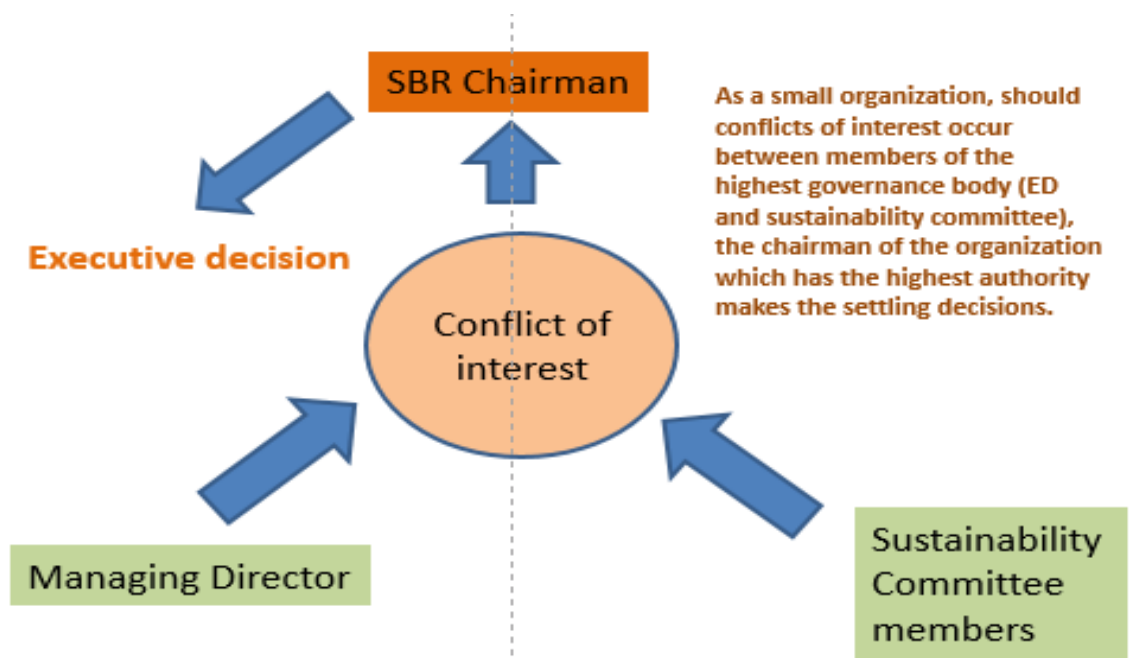 SBR Chairman
As a small organization, should
conflicts of interest occur
between members of the
highest governance body (ED
and sustainability committee),
the chairman of the organization
which has the highest authority
makes the settling decisions.
Executive decision
Conflict of
interest
Managing Director
Sustainability
Committee
members